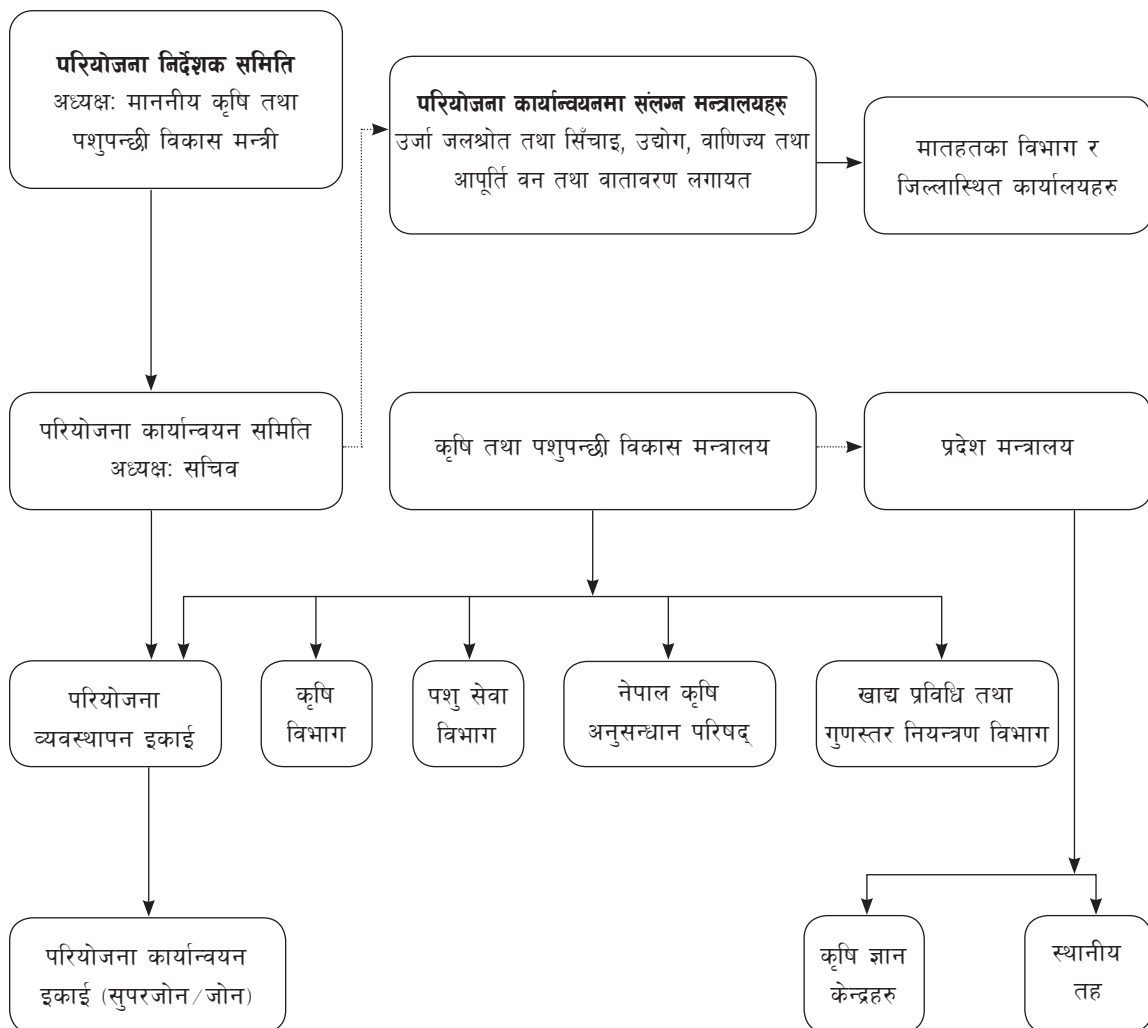 परियोजना निर्देशक समिति
अध्यक्ष: माननीय कृषि तथा
पशुपन्छी विकास मन्त्री
परियोजना कार्यान्वयनमा संलग्न मन्त्रालयहरु
उर्जा जलश्रोत तथा सिँचाइ, उद्योग, वाणिज्य तथा
आपूर्ति वन तथा वातावरण लगायत
मातहतका विभाग र
जिल्लास्थित कार्यालयहरु
परियोजना कार्यान्वयन समिति
अध्यक्ष: सचिव
कृषि तथा पशुपन्छी विकास मन्त्रालय
प्रदेश मन्त्रालय
परियोजना
व्यवस्थापन इकाई
कृषि
विभाग
पशु सेवा
विभाग
नेपाल कृषि
अनुसन्धान परिषद्
खाद्य प्रविधि तथा
गुणस्तर नियन्त्रण विभाग
परियोजना कार्यान्वयन
इकाई (सुपरजोन/जोन)
कृषि ज्ञान
केन्द्रहरु
स्थानीय
तह